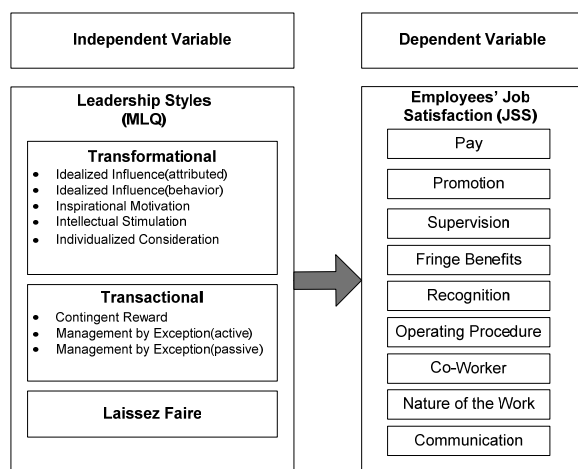 Independent Variable
Leadership Styles
(MLQ)
Transformational
• Idealized Influence(attributed)
• Idealized Influence(behavior)
• Inspirational Motivation
• Intellectual Stimulation
• Individualized Consideration
Transactional
• Contingent Reward
• Management by Exception(active)
• Management by Exception(passive)
Laissez Faire
Dependent Variable
Employees’ Job
Satisfaction (JSS)
Pay
Promotion
Supervision
Fringe Benefits
Recognition
Operating Procedure
Co-Worker
Nature of the Work
Communication